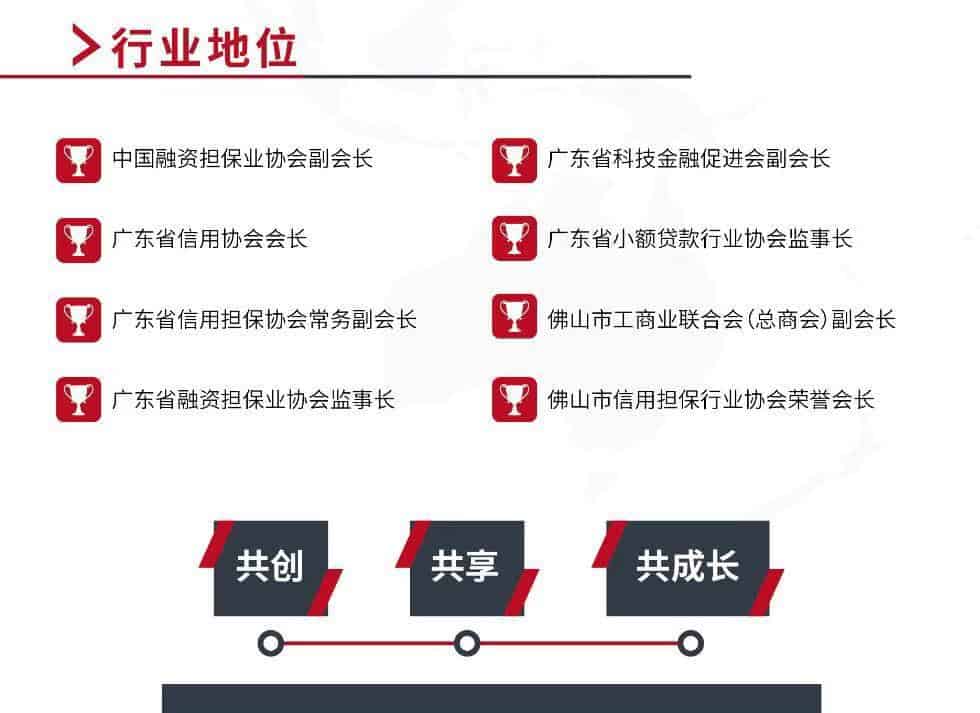 行业地位
中国融资担保业协会副会长
广东省科技金融促进会副会长
广东省信用协会会长
广东省小额贷款行业协会监事长
广东省信用担保协会常务副会长
佛山市工商业联合会(总商会)副会长
广东省融资担保业协会监事长
佛山市信用担保行业协会荣誉会长
共创
共享
共成长